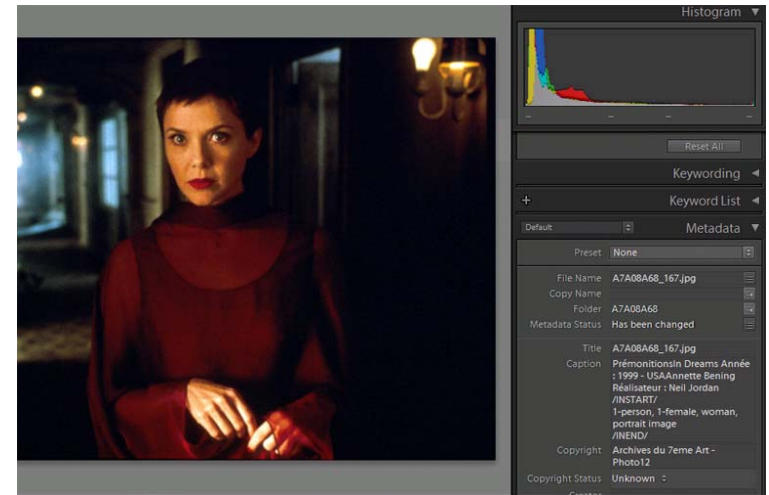 Histogram
Reset All
Keywording
+ Keyword List
Default Metadata
Preset None
File Name A7A08A68_167.jpg
Copy Name
Folder A7A08A68
Metadata Status Has been changed
Title A7A08A68_167.jpg
Caption PrémonitionsIn Dreams Année
: 1999 - USAAnnette Bening
Réalisateur : Neil Jordan
/INSTART/
1-person, 1-female, woman,
portrait image
/INEND/
Copyright Archives du 7eme Art -
Photo12
Copyright Status Unknown